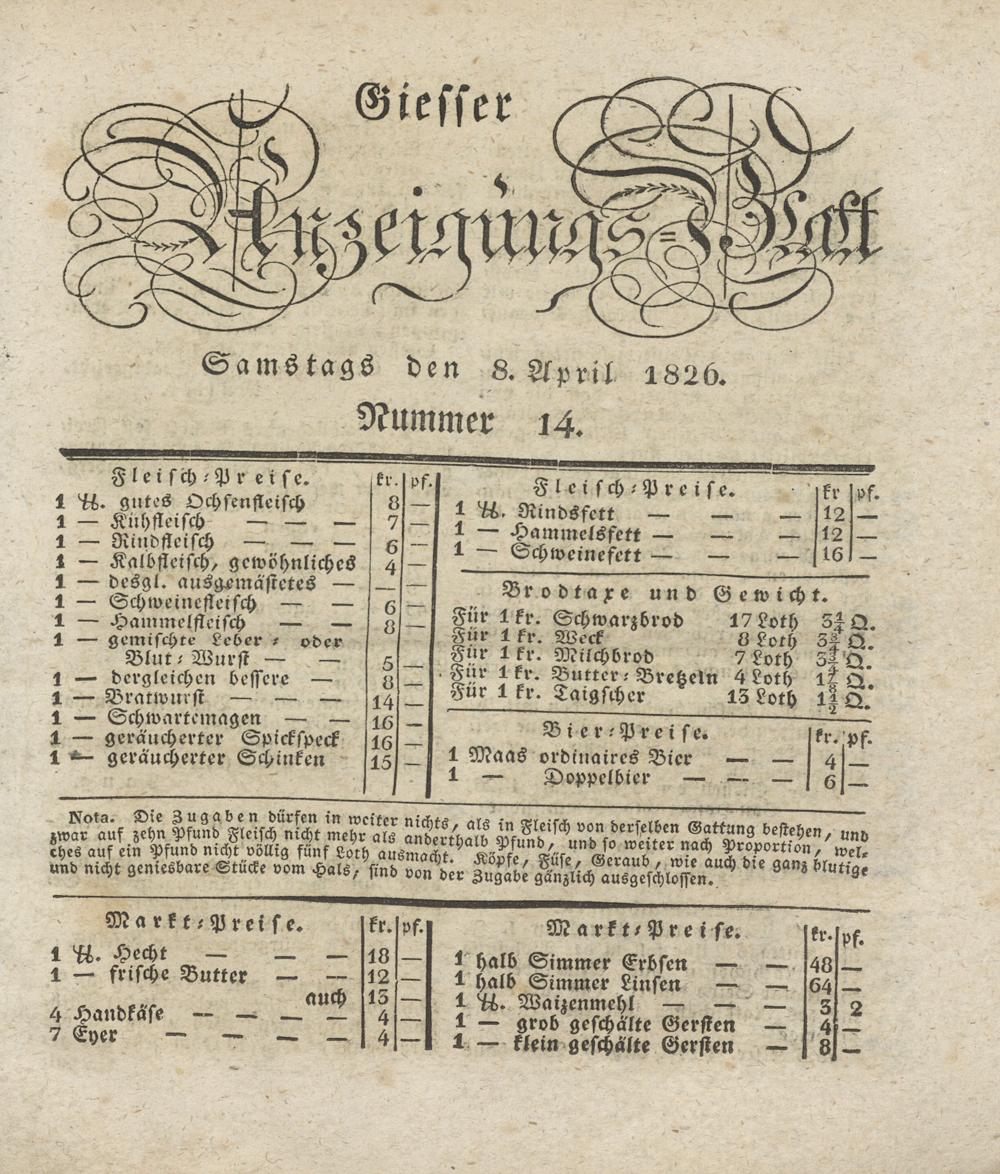 Giesser
Anzeigüngs=Blatt
Samstags den 8. April 1826.
Nummer 14.
Fleisch-Preise. kr. pf.
1 ℔. gutes Ochsenfleisch 8 —
1 — Kühfleisch — — — 7 —
1 — Rindfleisch — — — 6 —
1 — Kalbfleisch, gewöhnliches 4 —
1 — desgl. ausgemästetes — — —
1 — Schweinefleisch — — 6 —
1 — Hammelfleisch — — 8 —
1 — gemischte Leber- oder
Blut-Wurst — — 5 —
1 — dergleichen bessere — 8 —
1 — Bratwurst — — 14 —
1 — Schwartemagen — — 16 —
1 — geräucherter Spickspeck 16 —
1 — geräucherter Schinken 15 —
Fleisch-Preise. kr pf.
1 ℔. Rindsfett — — — 12 —
1 — Hammelsfett — — 12 —
1 — Schweinefett — — — 16 —
Brodtaxe und Gewicht.
Für 1 kr. Schwarzbrod 17 Loth 3¼ Q.
Für 1 kr. Weck 8 Loth 3¾ Q.
Für 1 kr. Milchbrod 7 Loth 3¾ Q.
Für 1 kr. Butter-Bretzeln 4 Loth 1⅞ Q.
Für 1 kr. Taigscher 13 Loth 1½ Q.
Bier-Preise. kr. pf.
1 Maas ordinaires Bier — — 4 —
1 — Doppelbier — — — 6 —
Nota. Die Zugaben dürfen in weiter nichts, als in Fleisch von derselben Gattung bestehen, und
zwar auf zehn Pfund Fleisch nicht mehr als anderthalb Pfund, und so weiter nach Proportion, wel-
ches auf ein Pfund nicht völlig fünf Loth ausmacht. Köpfe, Füse, Geraub, wie auch die ganz blutige
und nicht geniesbare Stücke vom Hals, sind von der Zugabe gänzlich ausgeschlossen.
Markt-Preise. kr. pf.
1 ℔. Hecht — — — 18 —
1 — frische Butter — — 12 —
auch 13 —
4 Handkäse — — — — 4 —
7 Eyer — — — — 4 —
Markt-Preise. kr. pf.
1 halb Simmer Erbsen — — 48 —
1 halb Simmer Linsen — — 64 —
1 ℔. Waizenmehl — — — 3 2
1 — grob geschälte Gersten — 4 —
1 — klein geschälte Gersten — 8 —